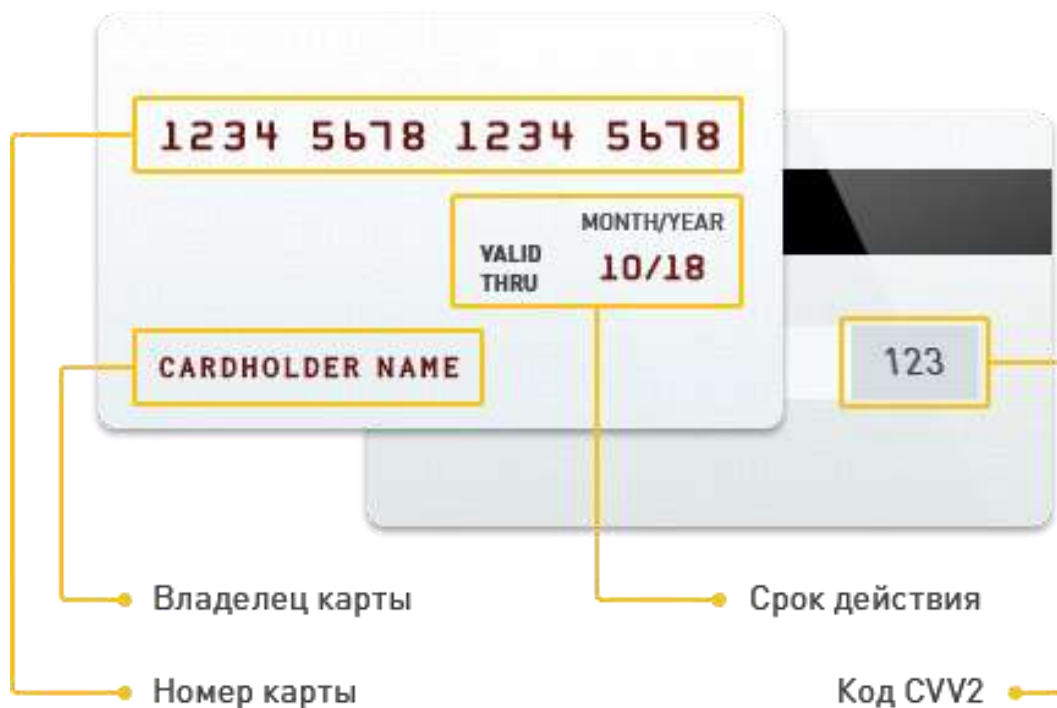 1234 5678 1234 5678
MONTH/YEAR
VALID
THRU
10/18
CARDHOLDER NAME
123
Владелец карты
Срок действия
Номер карты
Код CVV2